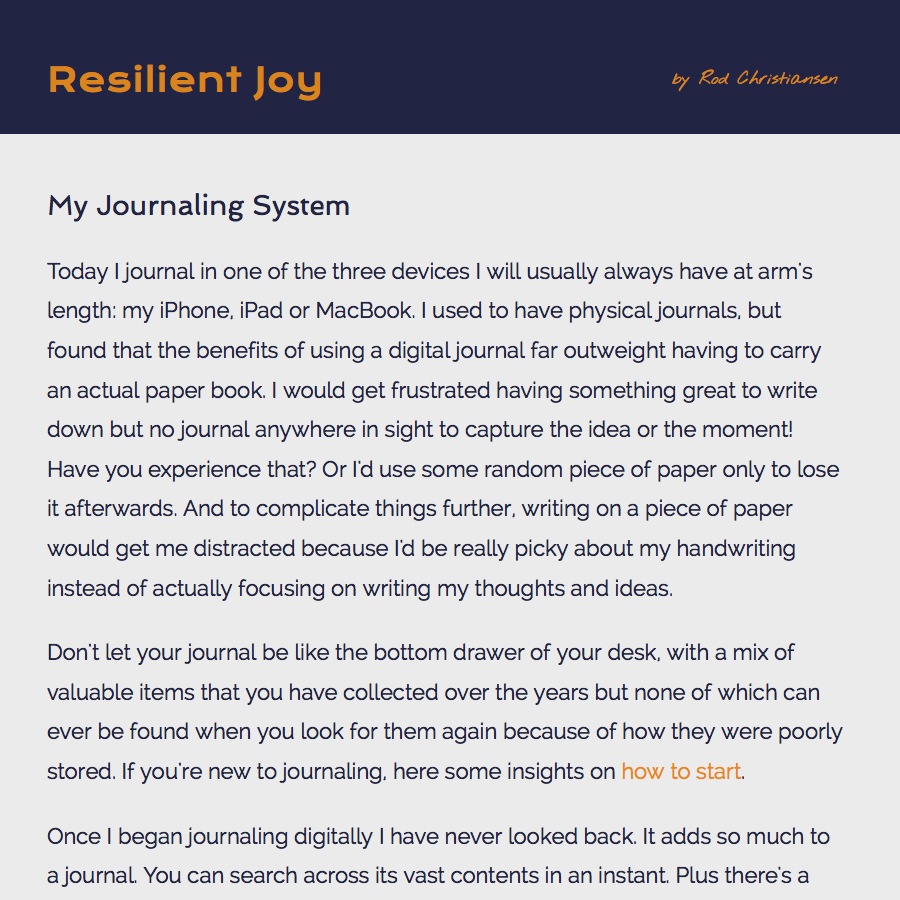 Resilient Joy
by Rod Christiansen
My Journaling System
Today I journal in one of the three devices I will usually always have at arm's
length: my iPhone, iPad or MacBook. I used to have physical journals, but
found that the benefits of using a digital journal far outweight having to carry
an actual paper book. I would get frustrated having something great to write
down but no journal anywhere in sight to capture the idea or the moment!
Have you experience that? Or I'd use some random piece of paper only to lose
it afterwards. And to complicate things further, writing on a piece of paper
would get me distracted because I'd be really picky about my handwriting
instead of actually focusing on writing my thoughts and ideas.
Don't let your journal be like the bottom drawer of your desk, with a mix of
valuable items that you have collected over the years but none of which can
ever be found when you look for them again because of how they were poorly
stored. If you're new to journaling, here some insights on how to start.
Once I began journaling digitally I have never looked back. It adds so much to
a journal. You can search across its vast contents in an instant. Plus there's a